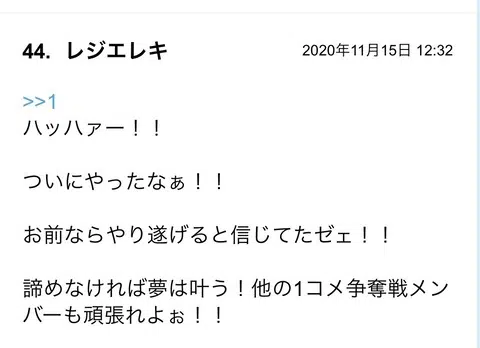 44. レジエレキ 2020年11月15日 12:32
>>1
ハッハァー！！
ついにやったなぁ！！
お前ならやり遂げると信じてたゼェ！！
諦めなければ夢は叶う！他の1コメ争奪戦メン
バーも頑張れよぉ！！